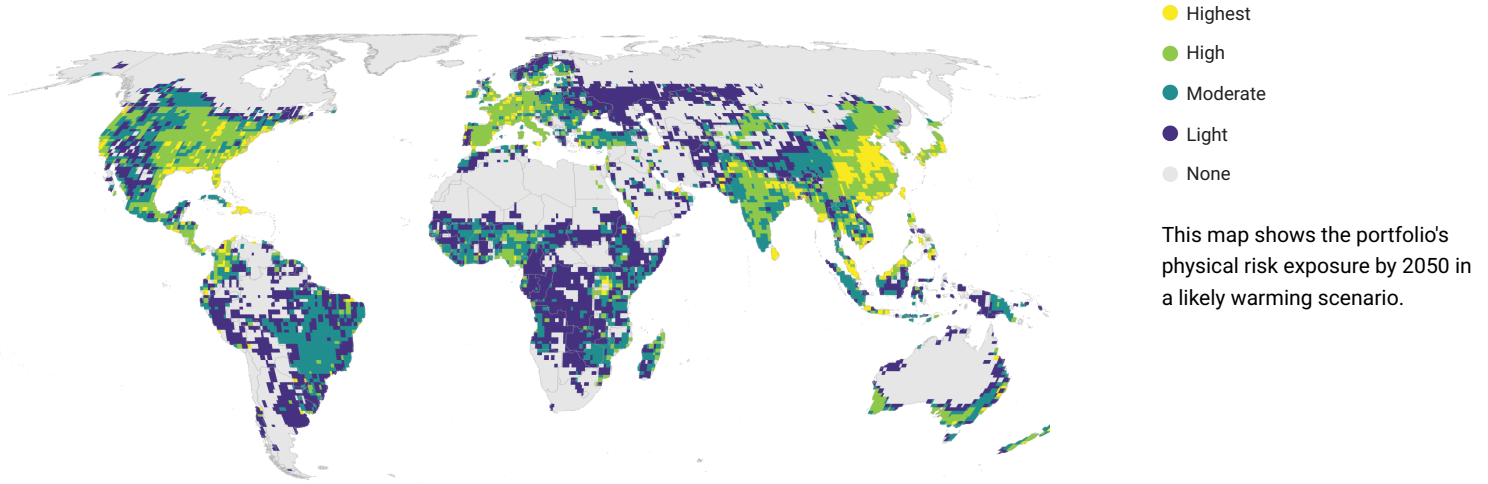 Highest
High
Moderate
Light
None
This map shows the portfolio's
physical risk exposure by 2050 in
a likely warming scenario.